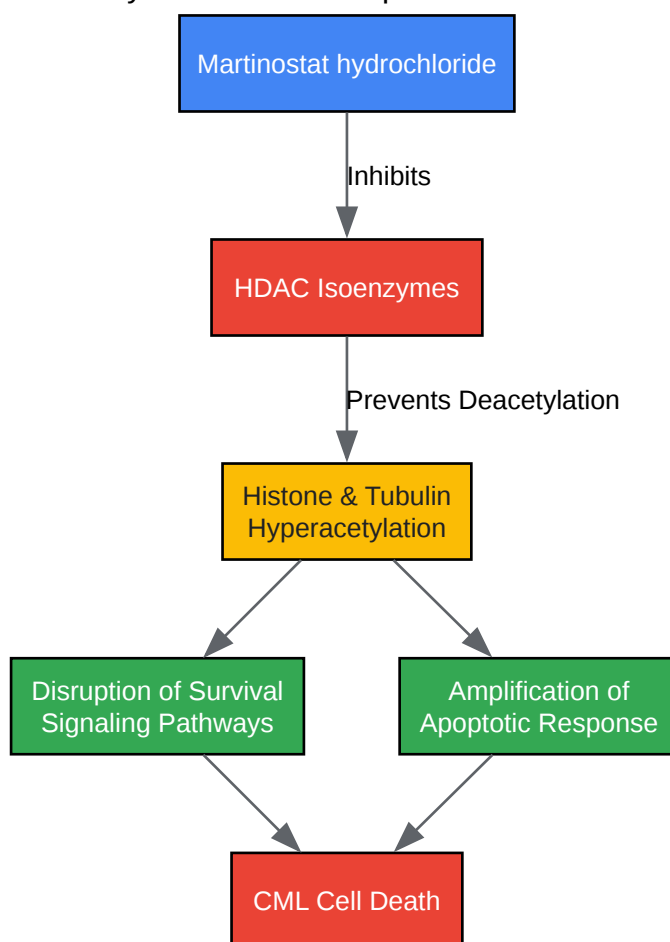 Martinostat hydrochloride
Inhibits
HDAC Isoenzymes
Prevents Deacetylation
Histone & Tubulin
Hyperacetylation
Disruption of Survival
Signaling Pathways
Amplification of
Apoptotic Response
CML Cell Death